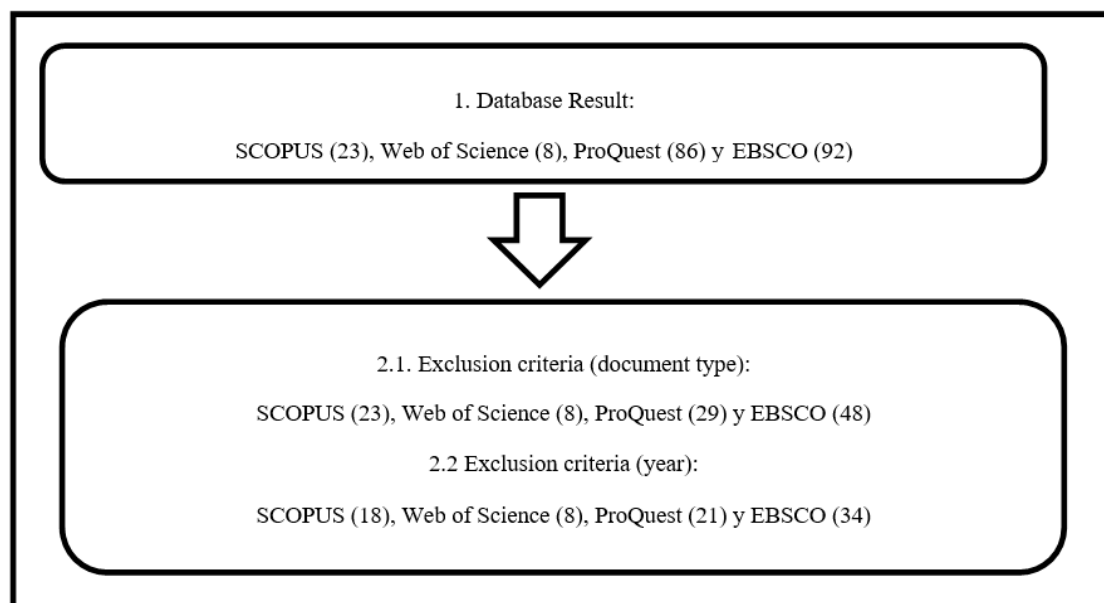 1. Database Result:
SCOPUS (23), Web of Science (8), ProQuest (86) y EBSCO (92)
2.1. Exclusion criteria (document type):
SCOPUS (23), Web of Science (8), ProQuest (29) y EBSCO (48)
2.2 Exclusion criteria (year):
SCOPUS (18), Web of Science (8), ProQuest (21) y EBSCO (34)